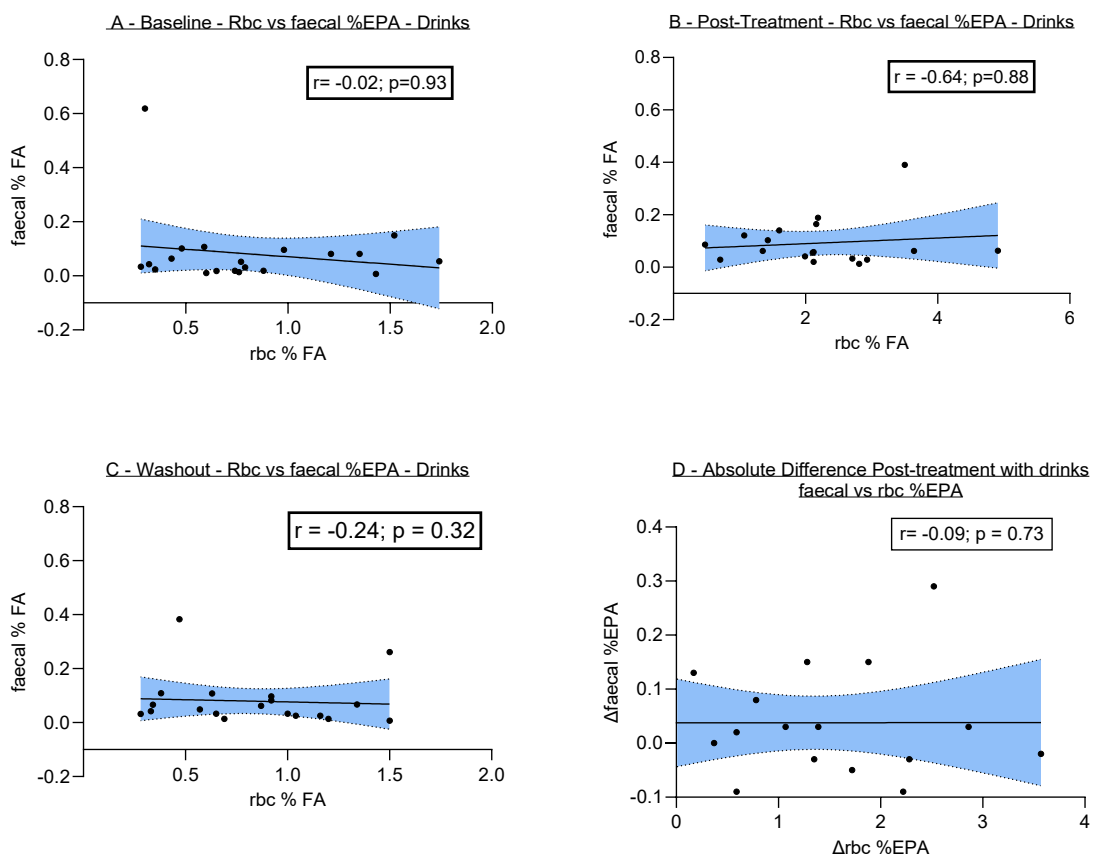 A - Baseline - Rbc vs faecal %EPA - Drinks
r= -0.02; p=0.93
0.8
0.6
0.4
0.2
0.0
-0.2
faecal % FA
0.5
1.0
1.5
2.0
rbc % FA
B - Post-Treatment - Rbc vs faecal %EPA - Drinks
r = -0.64; p=0.88
0.8
0.6
0.4
0.2
0.0
-0.2
faecal % FA
2
4
6
rbc % FA
C - Washout - Rbc vs faecal %EPA - Drinks
r = -0.24; p = 0.32
0.8
0.6
0.4
0.2
0.0
-0.2
faecal % FA
0.5
1.0
1.5
2.0
rbc % FA
D - Absolute Difference Post-treatment with drinks
faecal vs rbc %EPA
r= -0.09; p = 0.73
0.4
0.3
0.2
0.1
0.0
-0.1
Δfaecal %EPA
0
1
2
3
4
Δrbc %EPA